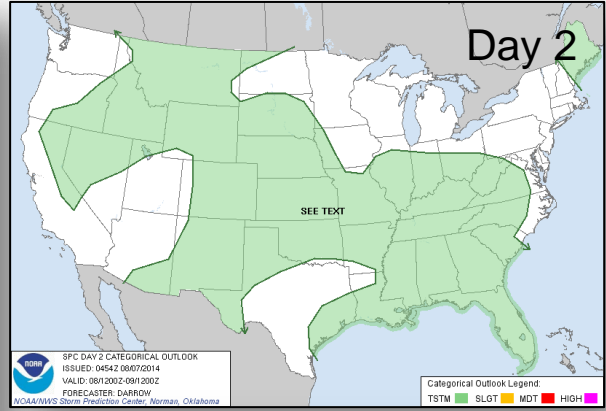 Day 2
SEE TEXT
NOAA
SPC DAY 2 CATEGORICAL OUTLOOK
ISSUED: 0454Z 08/07/2014
VALID: 08/1200Z-09/1200Z
FORECASTER: DARROW
NOAA/NWS Storm Prediction Center, Norman, Oklahoma
Categorical Outlook Legend:
TSTM SLGT MDT HIGH